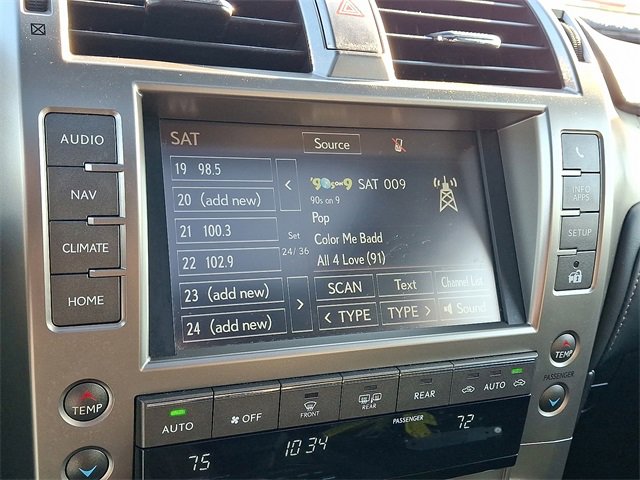 AUDIO
NAV
CLIMATE
HOME
SAT
Source
19 98.5
20 (add new)
21 100.3
22 102.9
23 (add new)
24 (add new)
<
Set
24/36
>
'90s on 9 SAT 009
90s on 9
Pop
Color Me Badd
All 4 Love (91)
SCAN
Text
Channel List
< TYPE
TYPE >
Sound
INFO
APPS
SETUP
TEMP
AUTO
OFF
FRONT
REAR
REAR
AUTO
TEMP
PASSENGER
75
10:34
PASSENGER
72